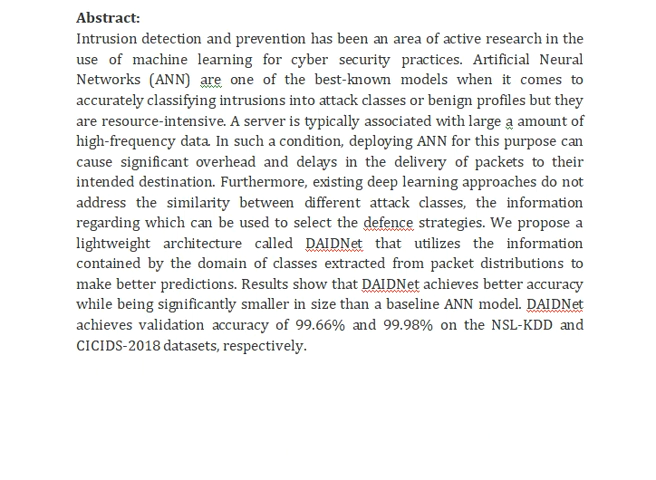 Abstract:
Intrusion detection and prevention has been an area of active research in the
use of machine learning for cyber security practices. Artificial Neural
Networks (ANN) are one of the best-known models when it comes to
accurately classifying intrusions into attack classes or benign profiles but they
are resource-intensive. A server is typically associated with large a amount of
high-frequency data. In such a condition, deploying ANN for this purpose can
cause significant overhead and delays in the delivery of packets to their
intended destination. Furthermore, existing deep learning approaches do not
address the similarity between different attack classes, the information
regarding which can be used to select the defence strategies. We propose a
lightweight architecture called DAIDNet that utilizes the information
contained by the domain of classes extracted from packet distributions to
make better predictions. Results show that DAIDNet achieves better accuracy
while being significantly smaller in size than a baseline ANN model. DAIDNet
achieves validation accuracy of 99.66% and 99.98% on the NSL-KDD and
CICIDS-2018 datasets, respectively.